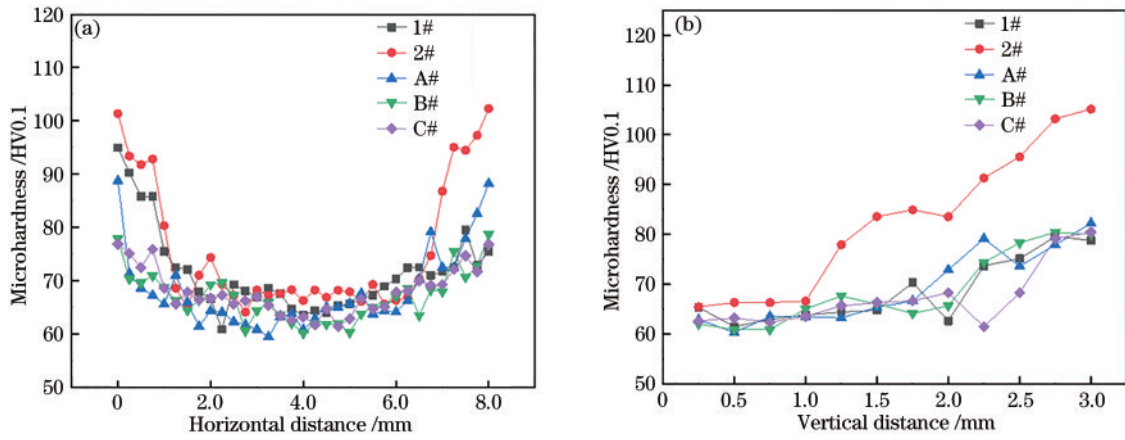 (a)
1#
2#
A#
B#
C#
120
110
100
90
80
70
60
50
Microhardness /HV0.1
0
2.0
4.0
6.0
8.0
Horizontal distance /mm
(b)
1#
2#
A#
B#
C#
120
110
100
90
80
70
60
50
Microhardness /HV0.1
0.5
1.0
1.5
2.0
2.5
3.0
Vertical distance /mm